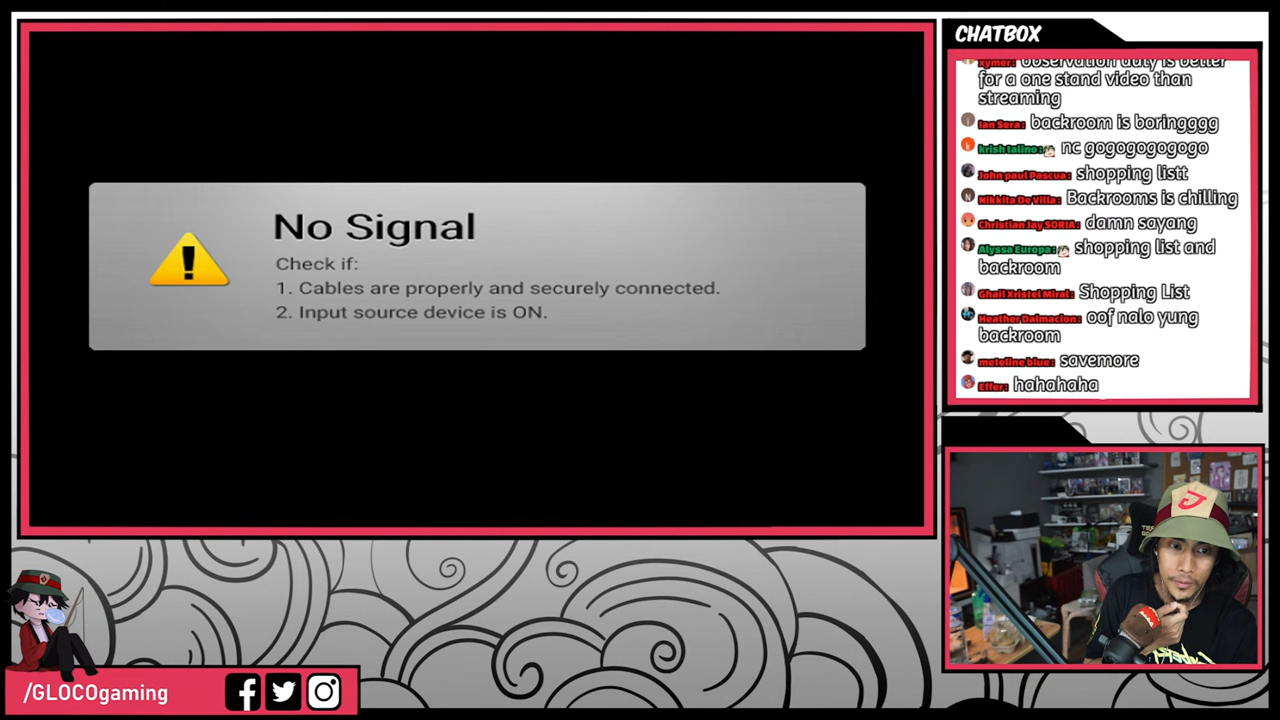 CHATBOX
xymer: observation duty is better
for a one stand video than
streaming
Ian Sera: backroom is boringggg
krish talino: nc gogogogogogo
John paul Pascua: shopping listt
Nikkita De Villa: Backrooms is chilling
Christian Jay SORIA: damn sayang
Alyssa Europa: shopping list and
backroom
Ghail Xristel Miral: Shopping List
Heather Dalmacion: oof nalo yung
backroom
meteline blue: savemore
Effer: hahahaha
No Signal
Check if:
1. Cables are properly and securely connected.
2. Input source device is ON.
/GLOCOgaming